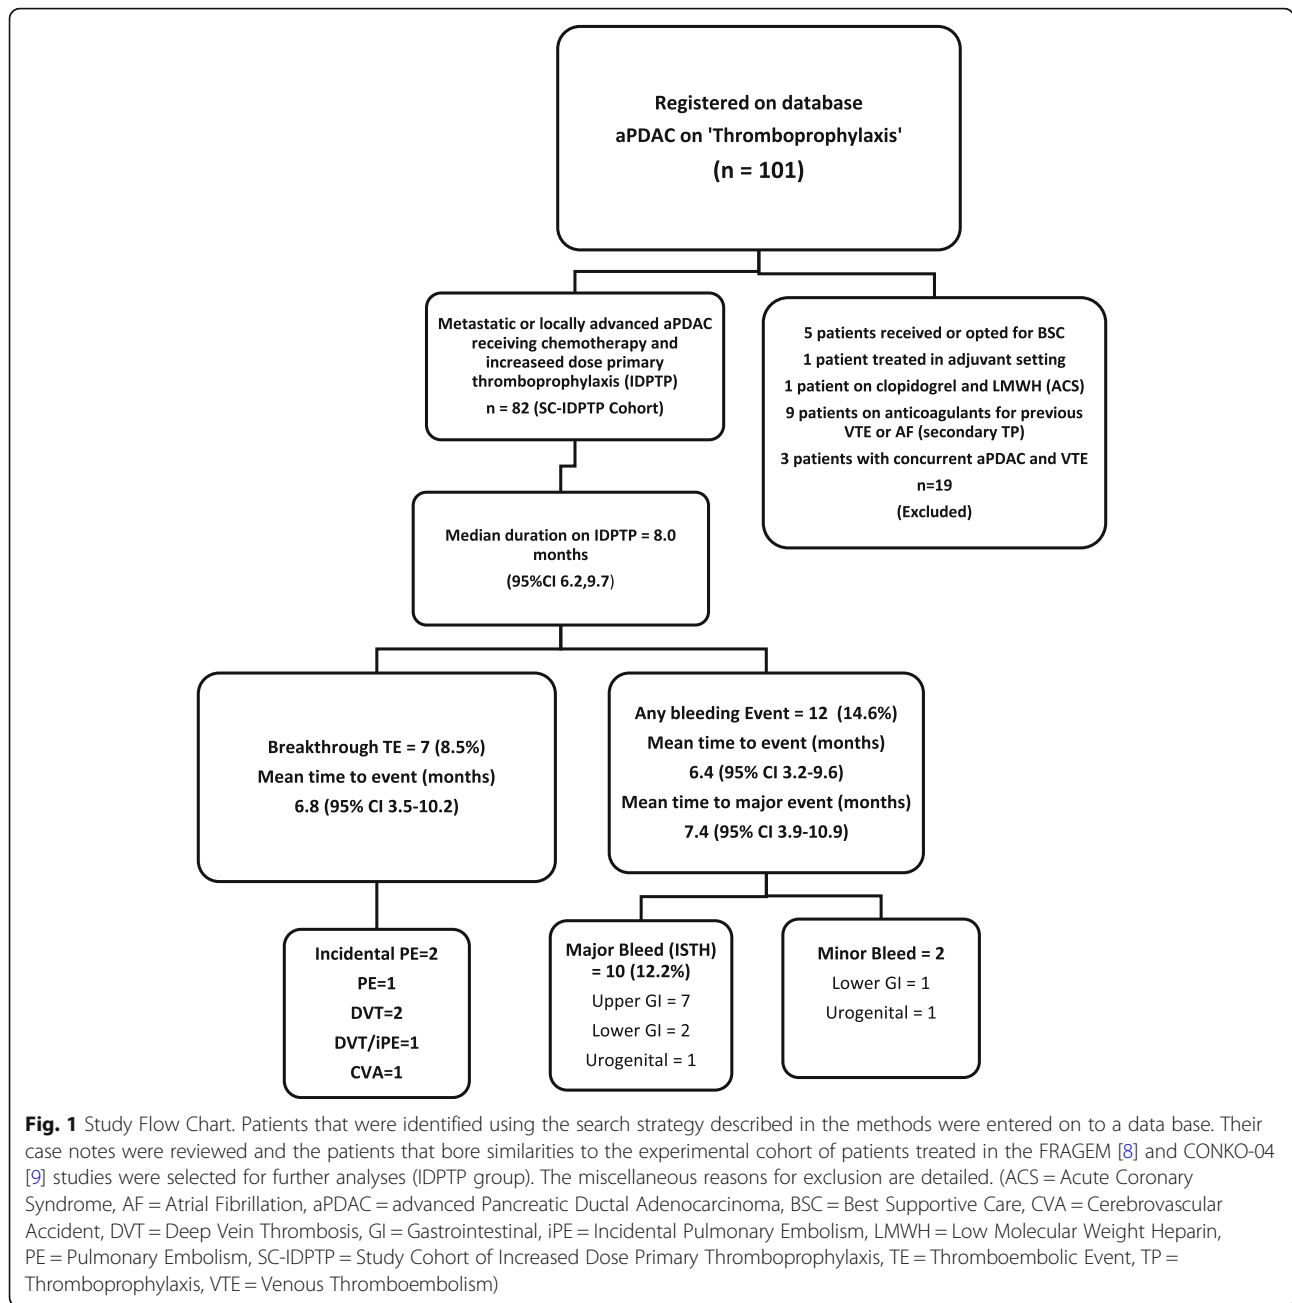 Registered on database
aPDAC on 'Thromboprophylaxis'
(n = 101)
Metastatic or locally advanced aPDAC
receiving chemotherapy and
increaseed dose primary
thromboprophylaxis (IDPTP)
n = 82 (SC-IDPTP Cohort)
5 patients received or opted for BSC
1 patient treated in adjuvant setting
1 patient on clopidogrel and LMWH (ACS)
9 patients on anticoagulants for previous
VTE or AF (secondary TP)
3 patients with concurrent aPDAC and VTE
n=19
(Excluded)
Median duration on IDPTP = 8.0
months
(95%CI 6.2,9.7)
Breakthrough TE = 7 (8.5%)
Mean time to event (months)
6.8 (95% CI 3.5-10.2)
Any bleeding Event = 12 (14.6%)
Mean time to event (months)
6.4 (95% CI 3.2-9.6)
Mean time to major event (months)
7.4 (95% CI 3.9-10.9)
Incidental PE=2
PE=1
DVT=2
DVT/iPE=1
CVA=1
Major Bleed (ISTH)
= 10 (12.2%)
Upper GI = 7
Lower GI = 2
Urogenital = 1
Minor Bleed = 2
Lower GI = 1
Urogenital = 1
Fig. 1 Study Flow Chart. Patients that were identified using the search strategy described in the methods were entered on to a data base. Their
case notes were reviewed and the patients that bore similarities to the experimental cohort of patients treated in the FRAGEM [8] and CONKO-04
[9] studies were selected for further analyses (IDPTP group). The miscellaneous reasons for exclusion are detailed. (ACS = Acute Coronary
Syndrome, AF = Atrial Fibrillation, aPDAC = advanced Pancreatic Ductal Adenocarcinoma, BSC = Best Supportive Care, CVA = Cerebrovascular
Accident, DVT = Deep Vein Thrombosis, GI = Gastrointestinal, iPE = Incidental Pulmonary Embolism, LMWH = Low Molecular Weight Heparin,
PE = Pulmonary Embolism, SC-IDPTP = Study Cohort of Increased Dose Primary Thromboprophylaxis, TE = Thromboembolic Event, TP =
Thromboprophylaxis, VTE = Venous Thromboembolism)